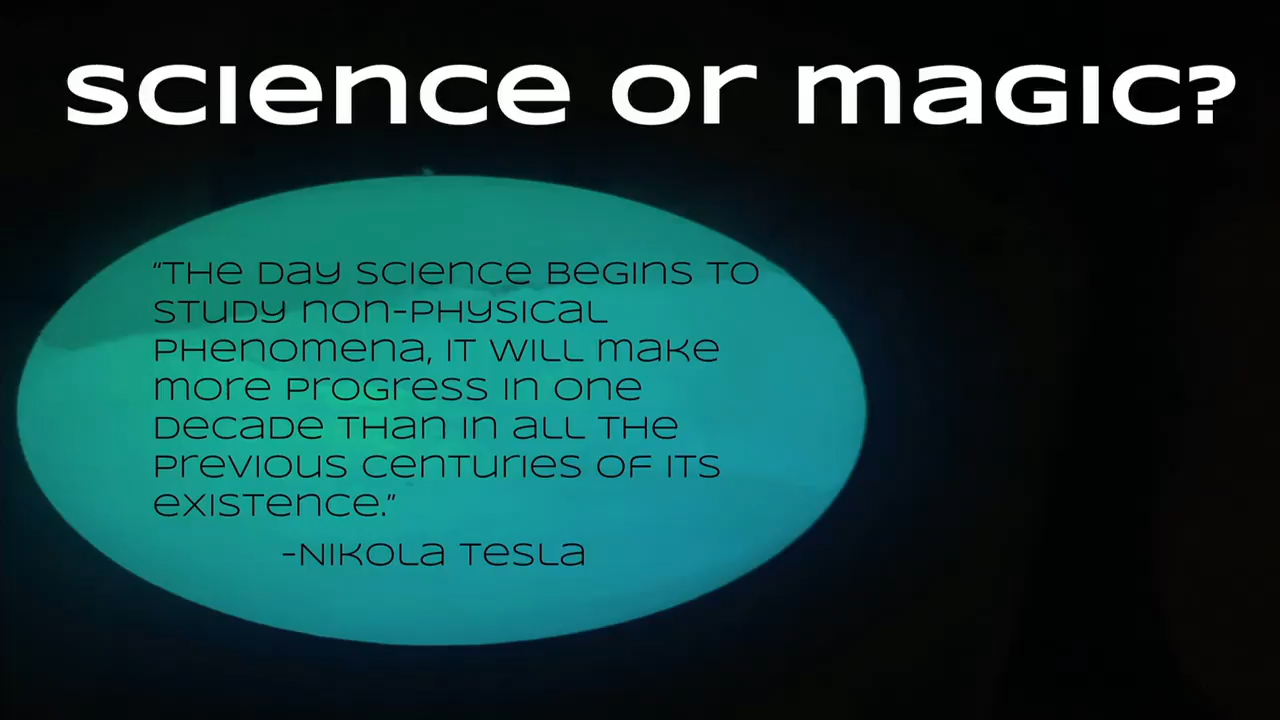 Science or Magic?
“The day science begins to
study non-physical
phenomena, it will make
more progress in one
decade than in all the
previous centuries of its
existence.”
-Nikola Tesla